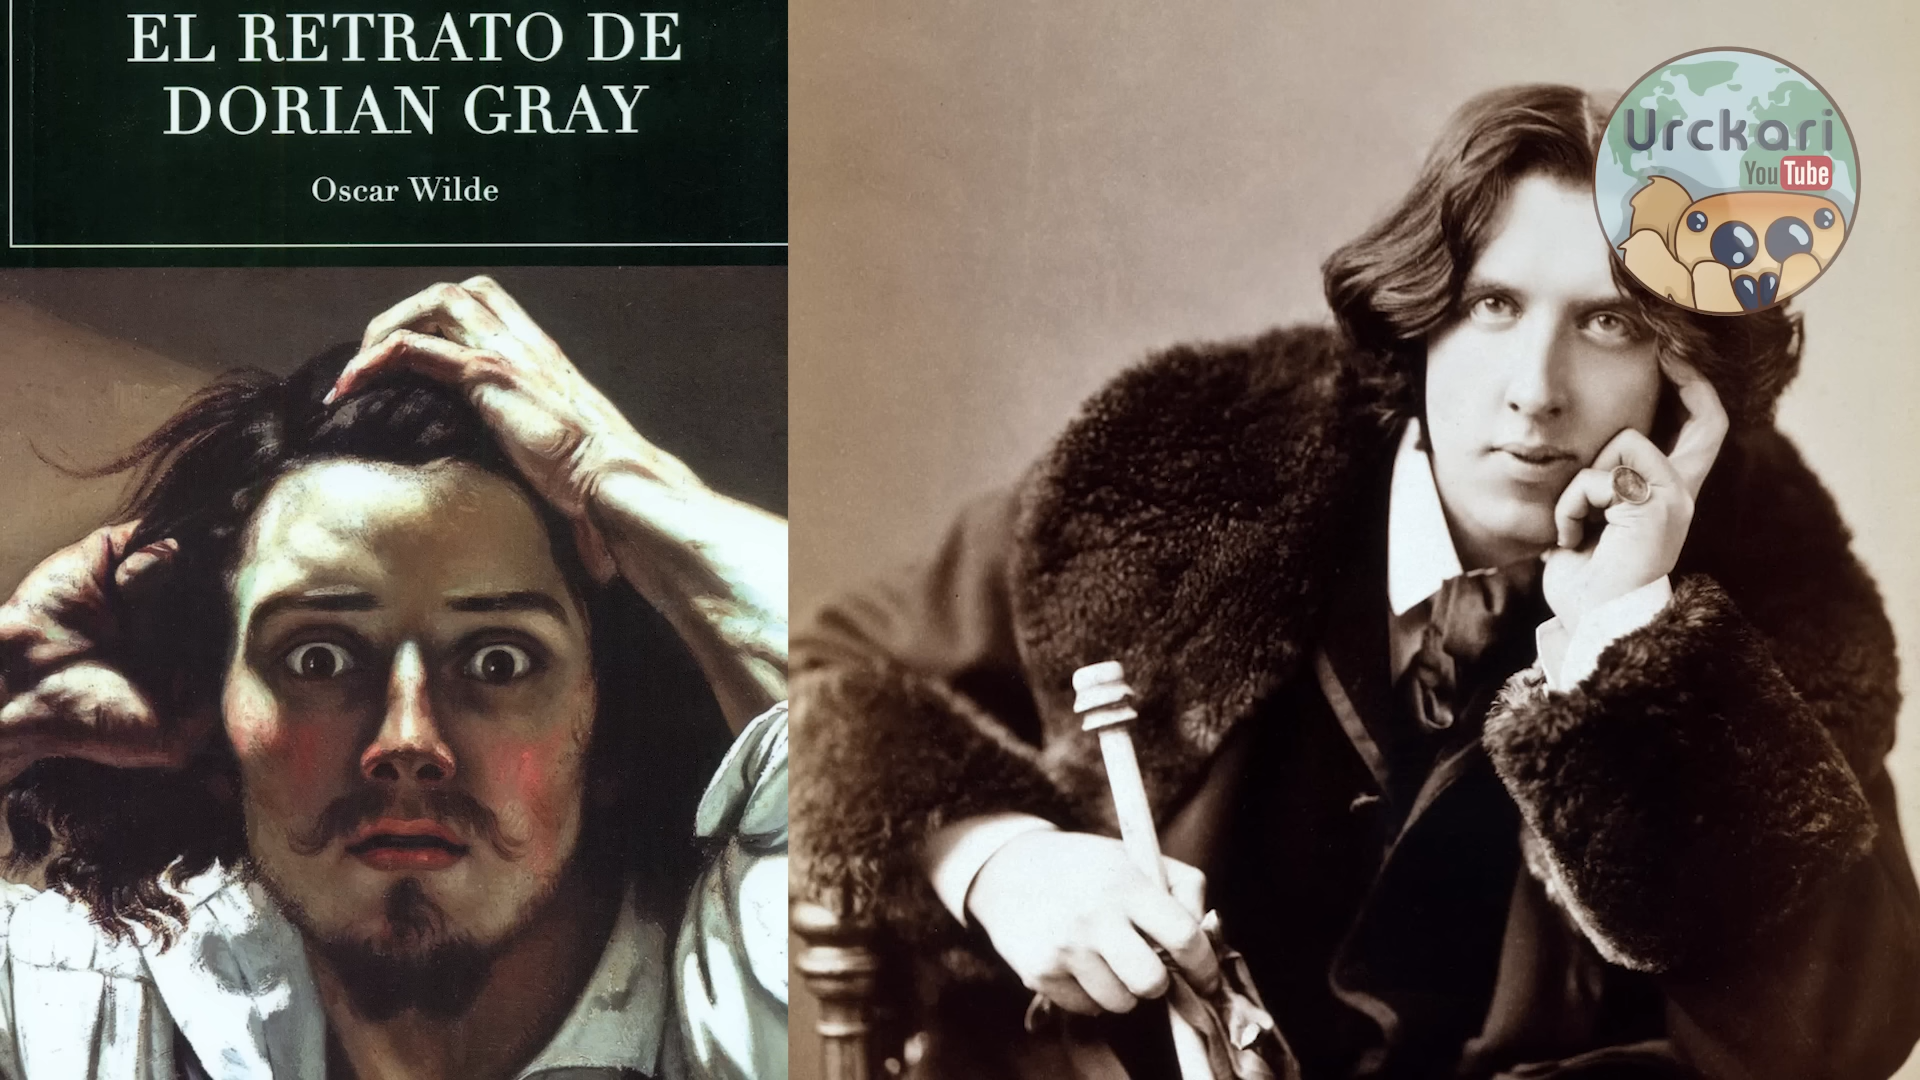 EL RETRATO DE
DORIAN GRAY
Oscar Wilde
Urckari
YouTube